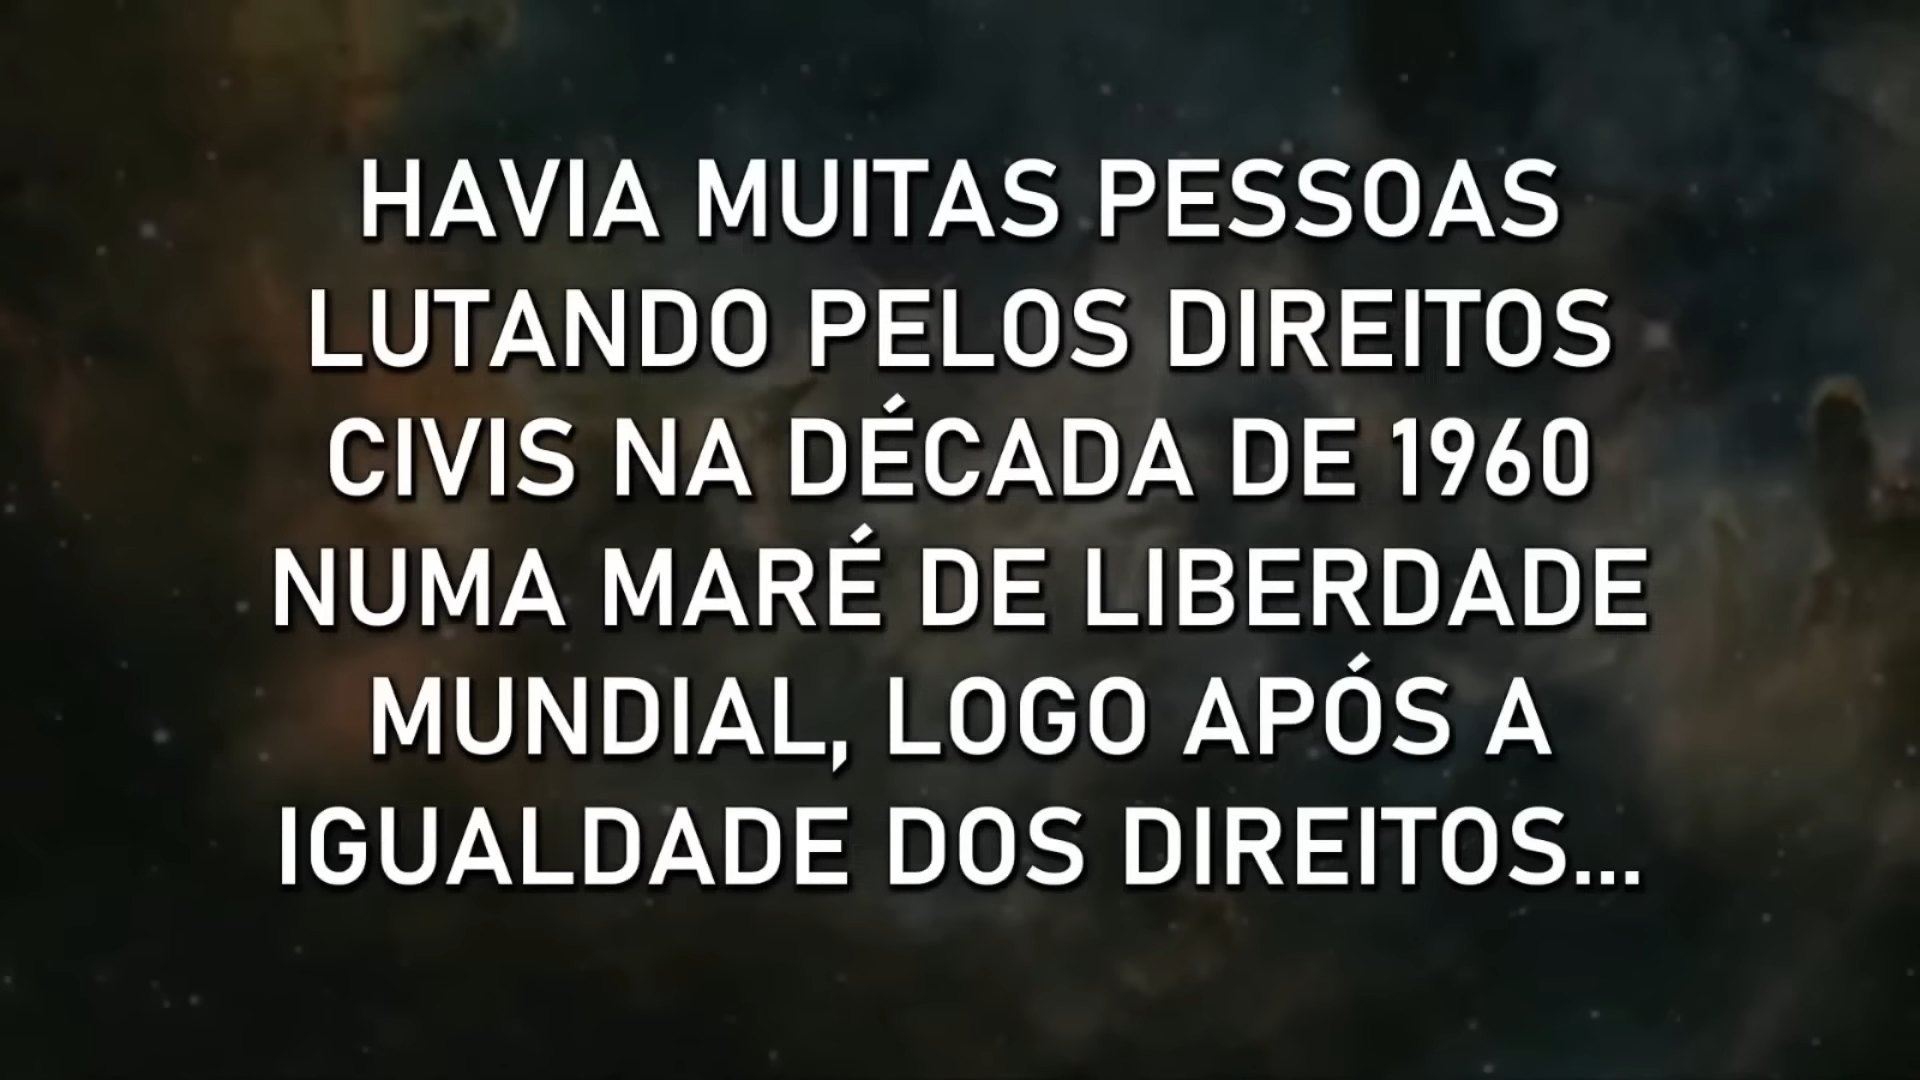 HAVIA MUITAS PESSOAS
LUTANDO PELOS DIREITOS
CIVIS NA DÉCADA DE 1960
NUMA MARÉ DE LIBERDADE
MUNDIAL, LOGO APÓS A
IGUALDADE DOS DIREITOS...